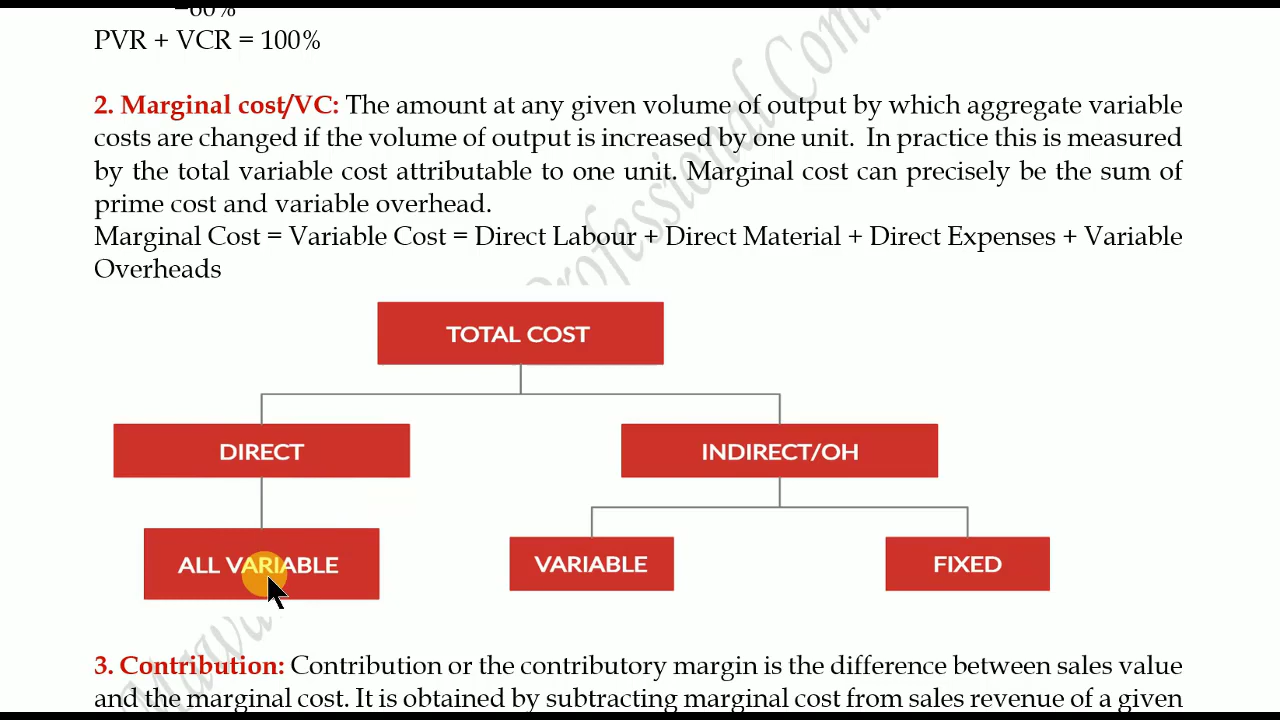 =60%
PVR + VCR = 100%
2. Marginal cost/VC: The amount at any given volume of output by which aggregate variable
costs are changed if the volume of output is increased by one unit. In practice this is measured
by the total variable cost attributable to one unit. Marginal cost can precisely be the sum of
prime cost and variable overhead.
Marginal Cost = Variable Cost = Direct Labour + Direct Material + Direct Expenses + Variable
Overheads
TOTAL COST
DIRECT
INDIRECT/OH
ALL VARIABLE
VARIABLE
FIXED
3. Contribution: Contribution or the contributory margin is the difference between sales value
and the marginal cost. It is obtained by subtracting marginal cost from sales revenue of a given
Professional